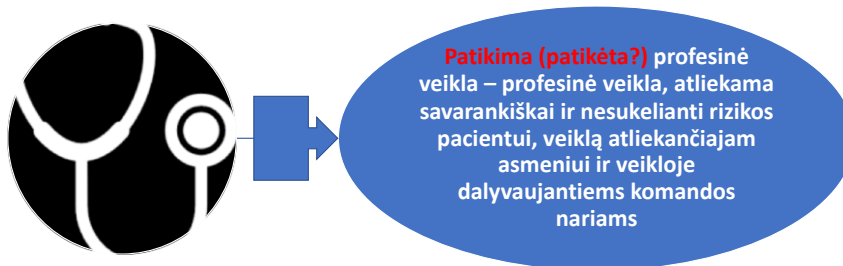 Patikima (patikėta?) profesinė
veikla – profesinė veikla, atliekama
savarankiškai ir nesukelianti rizikos
pacientui, veiklą atliekančiajam
asmeniui ir veikloje
dalyvaujantiems komandos
nariams